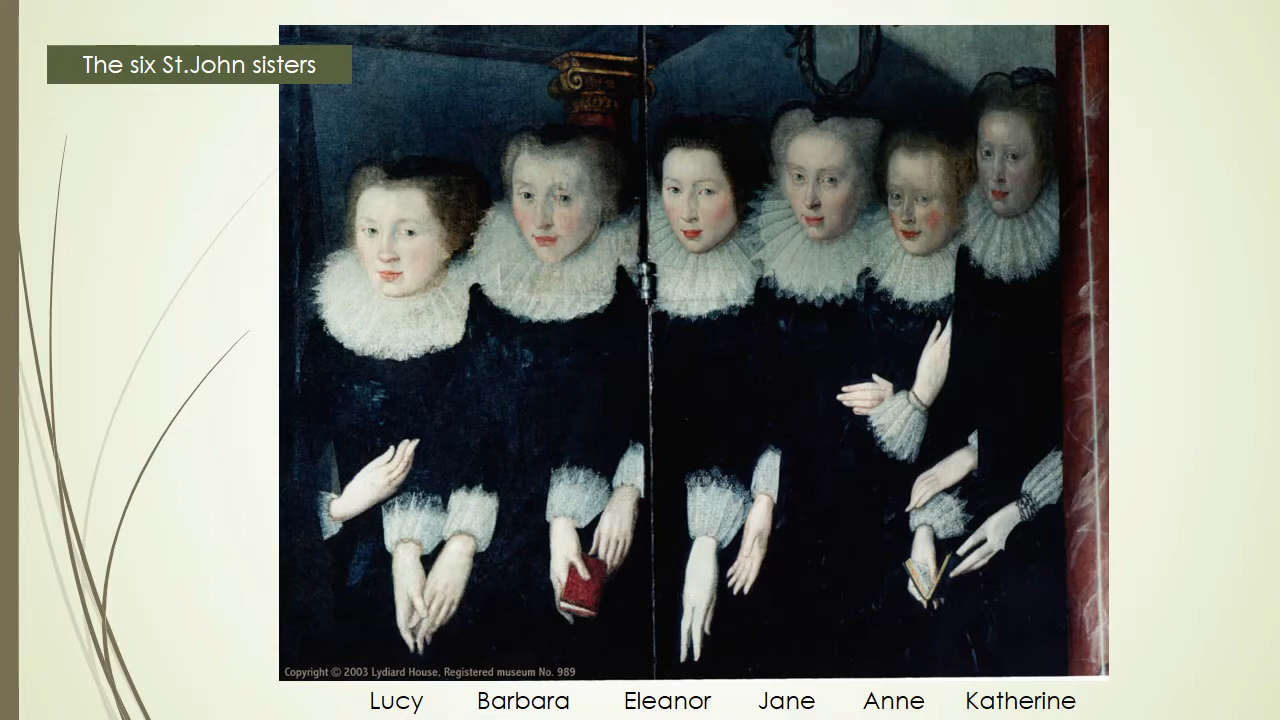 The six St.John sisters
Copyright © 2003 Lydiard House, Registered museum No. 989
Lucy Barbara Eleanor Jane Anne Katherine